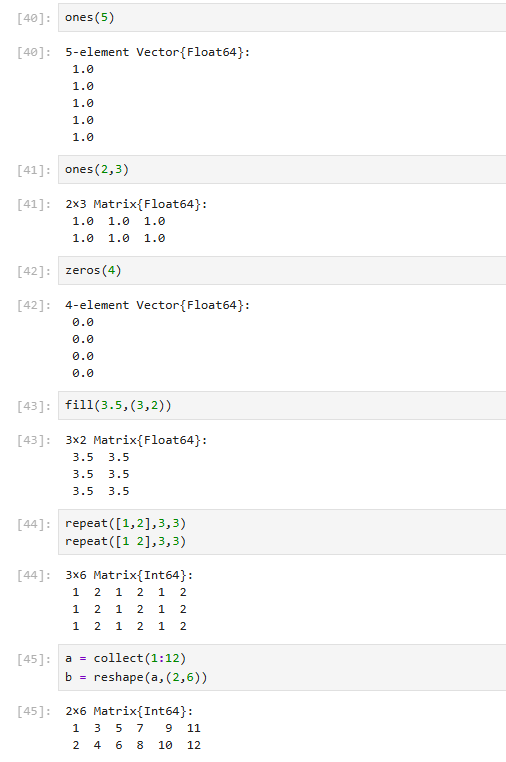 [40]: ones(5)
[40]: 5-element Vector{Float64}:
1.0
1.0
1.0
1.0
1.0
[41]: ones(2,3)
[41]: 2×3 Matrix{Float64}:
1.0 1.0 1.0
1.0 1.0 1.0
[42]: zeros(4)
[42]: 4-element Vector{Float64}:
0.0
0.0
0.0
0.0
[43]: fill(3.5,(3,2))
[43]: 3×2 Matrix{Float64}:
3.5 3.5
3.5 3.5
3.5 3.5
[44]: repeat([1,2],3,3)
repeat([1 2],3,3)
[44]: 3×6 Matrix{Int64}:
1 2 1 2 1 2
1 2 1 2 1 2
1 2 1 2 1 2
[45]: a = collect(1:12)
b = reshape(a,(2,6))
[45]: 2×6 Matrix{Int64}:
1 3 5 7 9 11
2 4 6 8 10 12